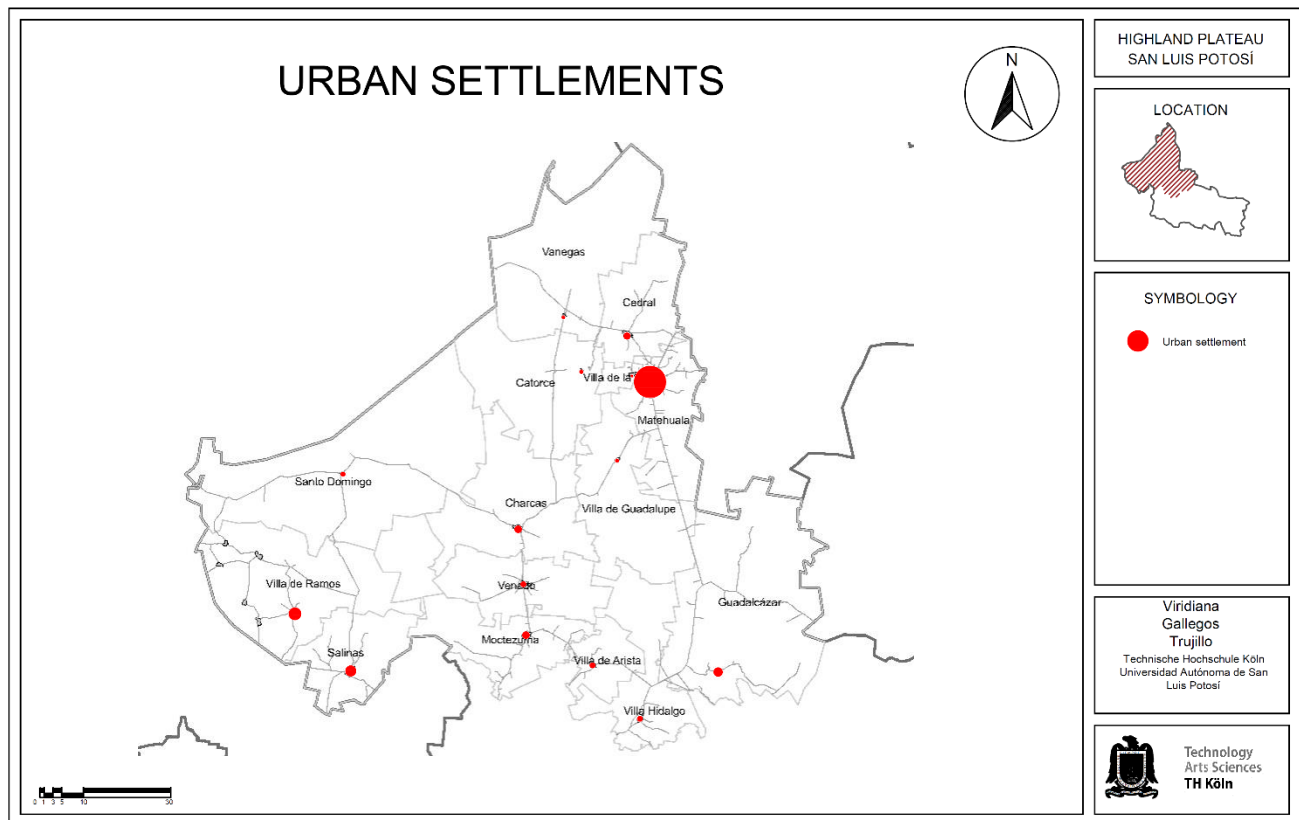 URBAN SETTLEMENTS
N
Vanegas
Cedral
Catorce
Villa de la
Matehuala
Santo Domingo
Charcas
Villa de Guadalupe
Villa de Ramos
Venado
Guadalcázar
Moctezuma
Salinas
Villa de Arista
Villa Hidalgo
0 1 3 5 10 50
HIGHLAND PLATEAU
SAN LUIS POTOSÍ
LOCATION
SYMBOLOGY
Urban settlement
Viridiana
Gallegos
Trujillo
Technische Hochschule Köln
Universidad Autónoma de San
Luis Potosí
Technology
Arts Sciences
TH Köln